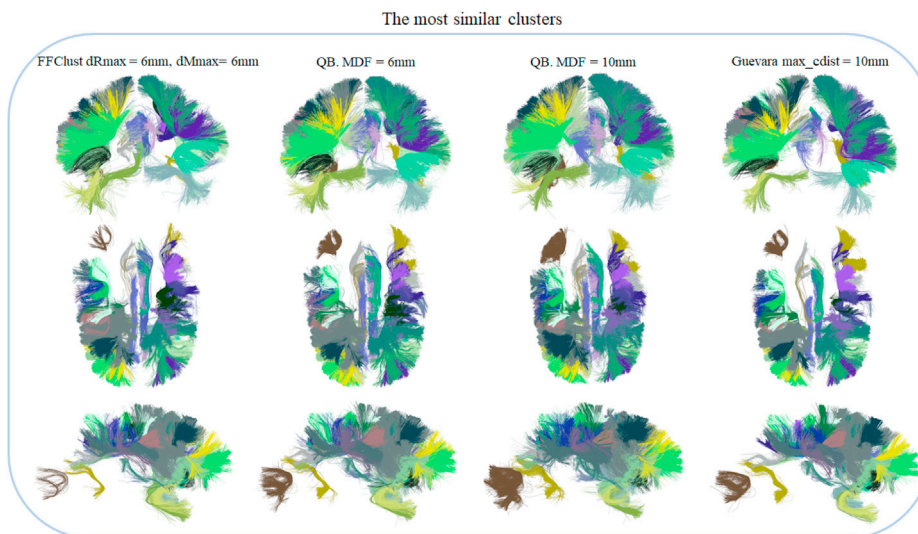 The most similar clusters
FFClust dRmax = 6mm, dMmax= 6mm
QB. MDF = 6mm
QB. MDF = 10mm
Guevara max_cdist = 10mm